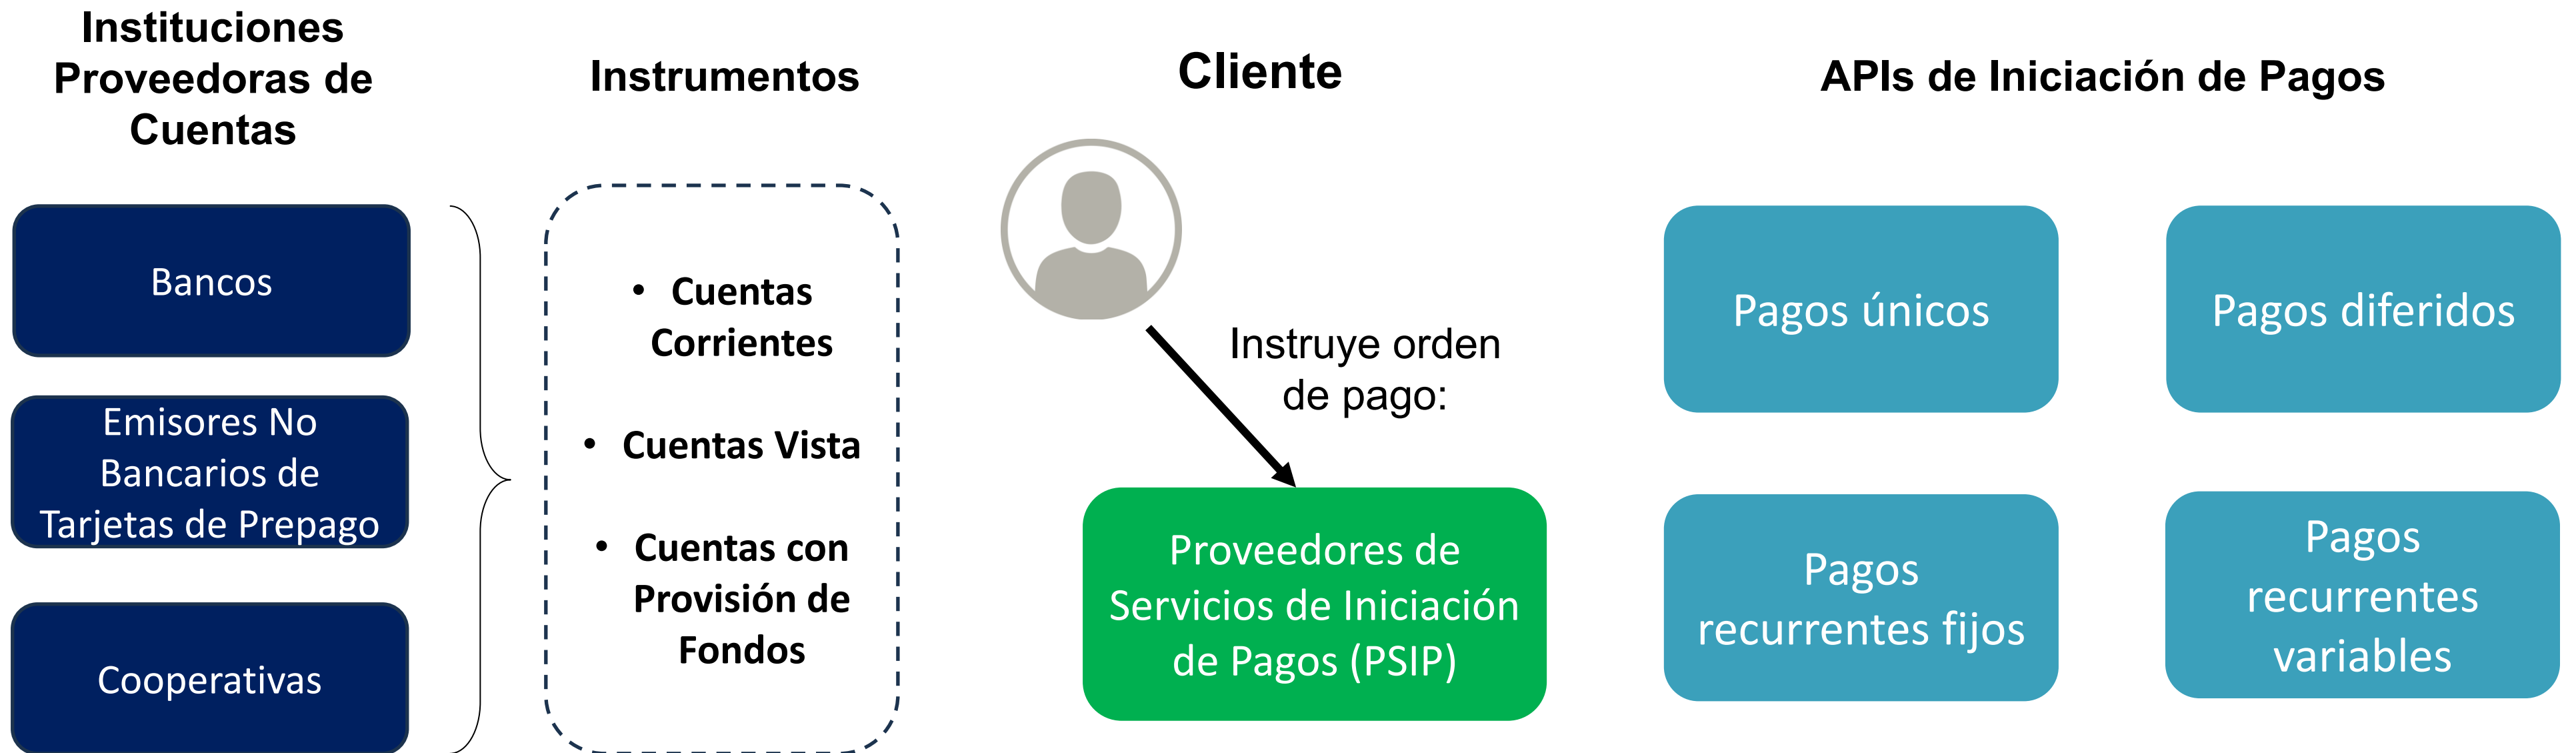 Instituciones
Proveedoras de
Cuentas
Bancos
Emisores No
Bancarios de
Tarjetas de Prepago
Cooperativas
Instrumentos
• Cuentas
Corrientes
• Cuentas Vista
• Cuentas con
Provisión de
Fondos
Cliente
Instruye orden
de pago:
Proveedores de
Servicios de Iniciación
de Pagos (PSIP)
APIs de Iniciación de Pagos
Pagos únicos
Pagos diferidos
Pagos
recurrentes fijos
Pagos
recurrentes
variables